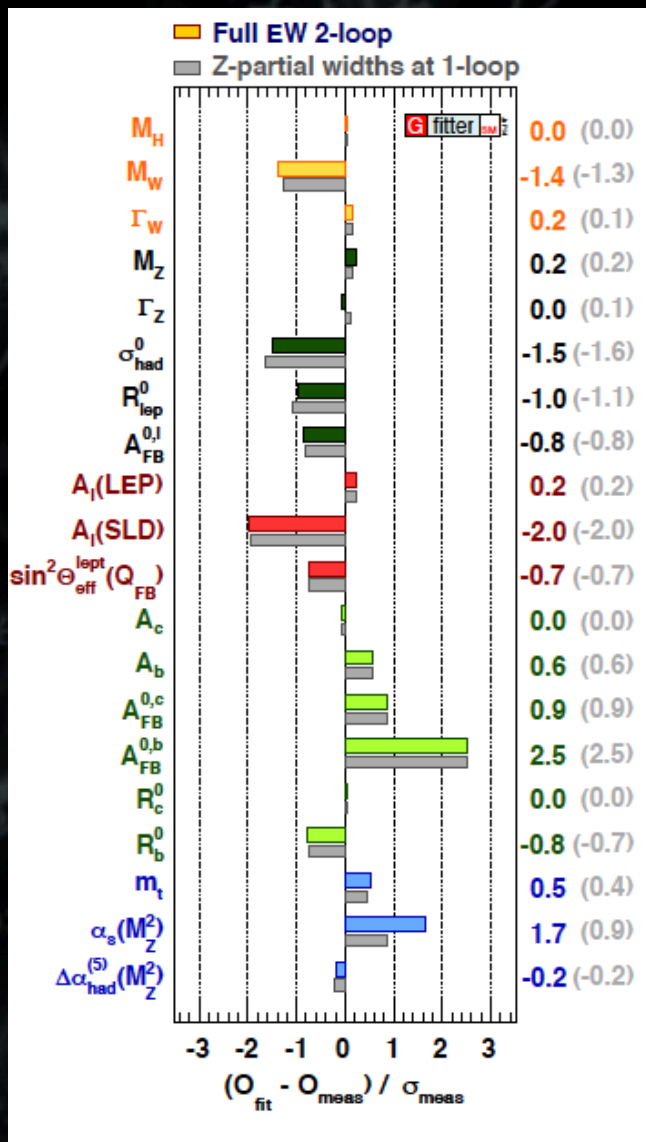 Full EW 2-loop
Z-partial widths at 1-loop
G fitter SM
M_H 0.0 (0.0)
M_W -1.4 (-1.3)
Γ_W 0.2 (0.1)
M_Z 0.2 (0.2)
Γ_Z 0.0 (0.1)
σ^0_had -1.5 (-1.6)
R^0_lep -1.0 (-1.1)
A^0,l_FB -0.8 (-0.8)
A_l(LEP) 0.2 (0.2)
A_l(SLD) -2.0 (-2.0)
sin²Θ^lept_eff(Q_FB) -0.7 (-0.7)
A_c 0.0 (0.0)
A_b 0.6 (0.6)
A^0,c_FB 0.9 (0.9)
A^0,b_FB 2.5 (2.5)
R^0_c 0.0 (0.0)
R^0_b -0.8 (-0.7)
m_t 0.5 (0.4)
α_s(M²_Z) 1.7 (0.9)
Δα^(5)_had(M²_Z) -0.2 (-0.2)
-3 -2 -1 0 1 2 3
(O_fit - O_meas) / σ_meas